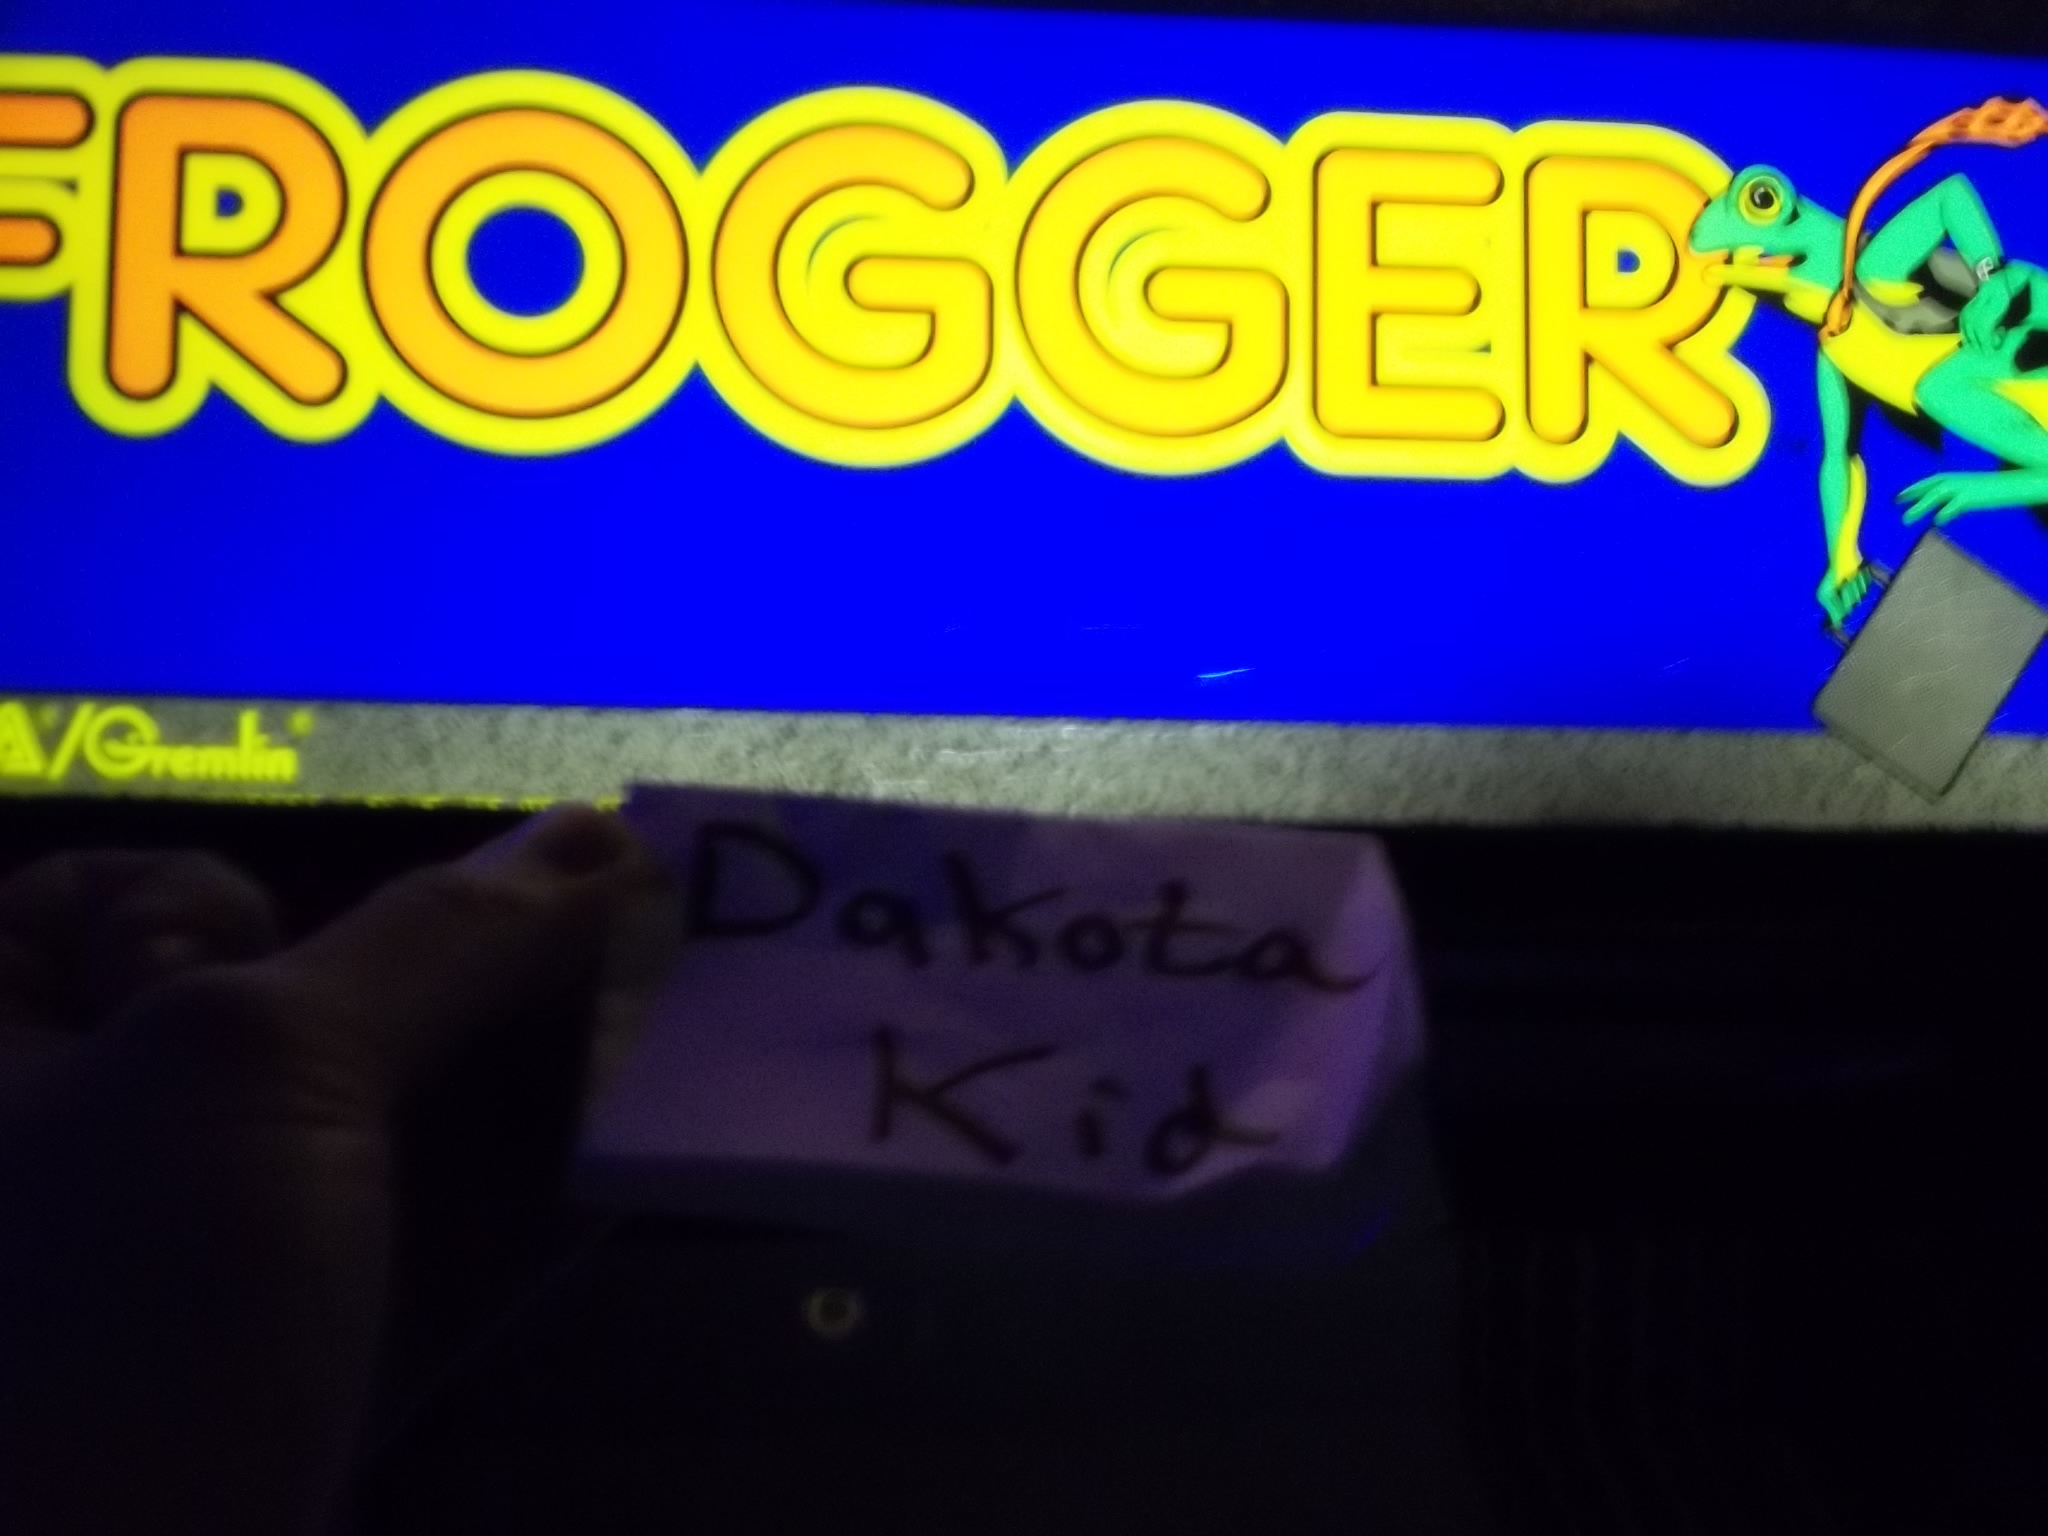 FROGGER
A/Gremlin
Dakota
Kid